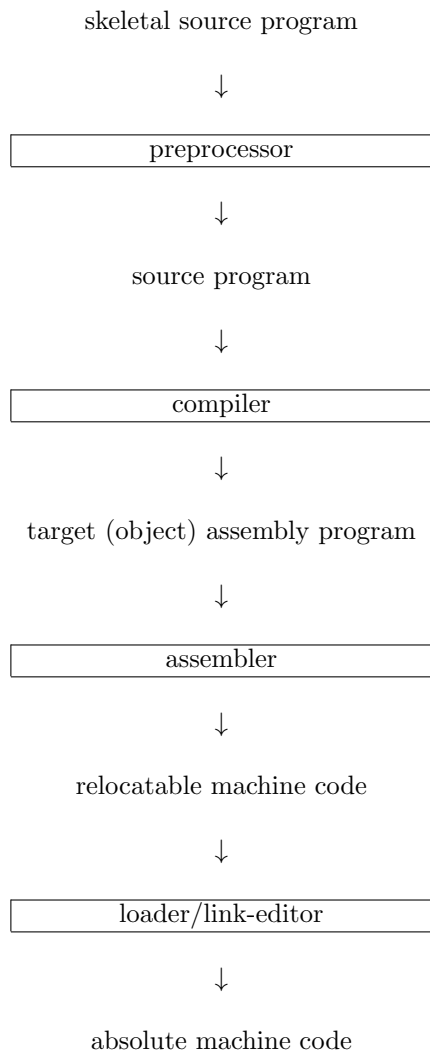 skeletal source program
↓
preprocessor
↓
source program
↓
compiler
↓
target (object) assembly program
↓
assembler
↓
relocatable machine code
↓
loader/link-editor
↓
absolute machine code